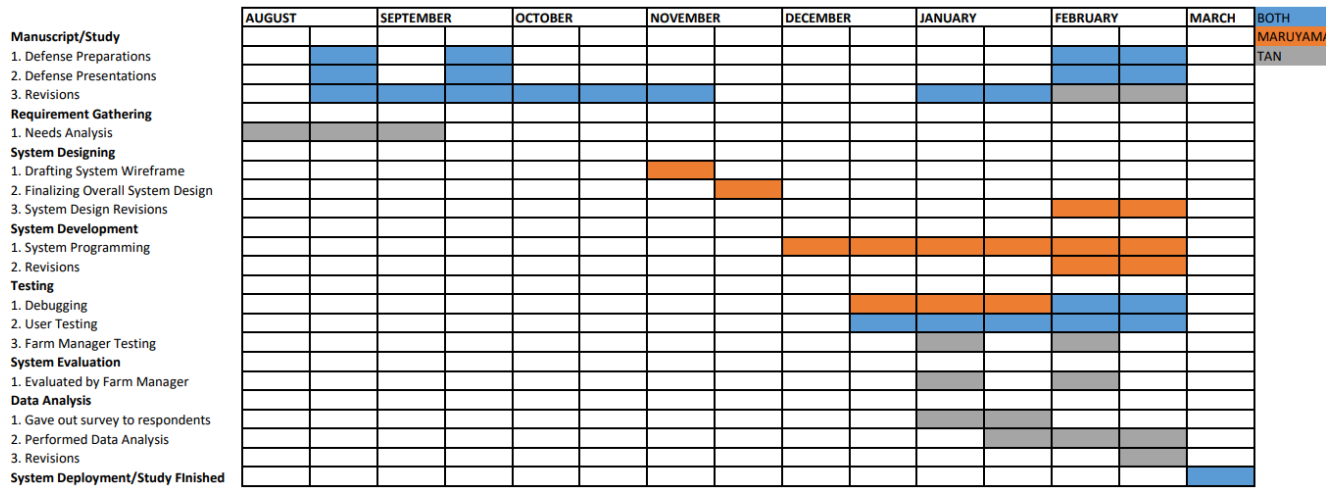 AUGUST SEPTEMBER OCTOBER NOVEMBER DECEMBER JANUARY FEBRUARY MARCH BOTH
Manuscript/Study MARUYAMA
1. Defense Preparations TAN
2. Defense Presentations
3. Revisions
Requirement Gathering
1. Needs Analysis
System Designing
1. Drafting System Wireframe
2. Finalizing Overall System Design
3. System Design Revisions
System Development
1. System Programming
2. Revisions
Testing
1. Debugging
2. User Testing
3. Farm Manager Testing
System Evaluation
1. Evaluated by Farm Manager
Data Analysis
1. Gave out survey to respondents
2. Performed Data Analysis
3. Revisions
System Deployment/Study FInished